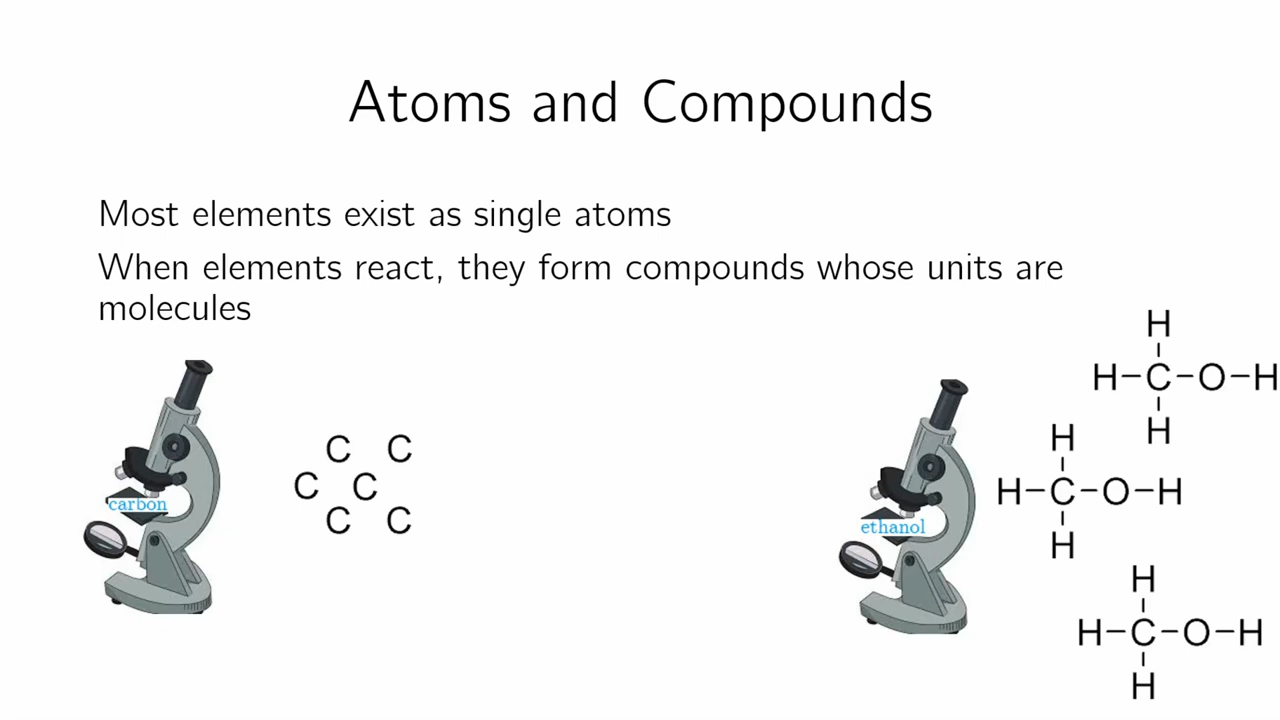 Atoms and Compounds
Most elements exist as single atoms
When elements react, they form compounds whose units are
molecules
H
H–C–O–H
H
C C
carbon
C C
C C
H
ethanol
H–C–O–H
H
H
H–C–O–H
H